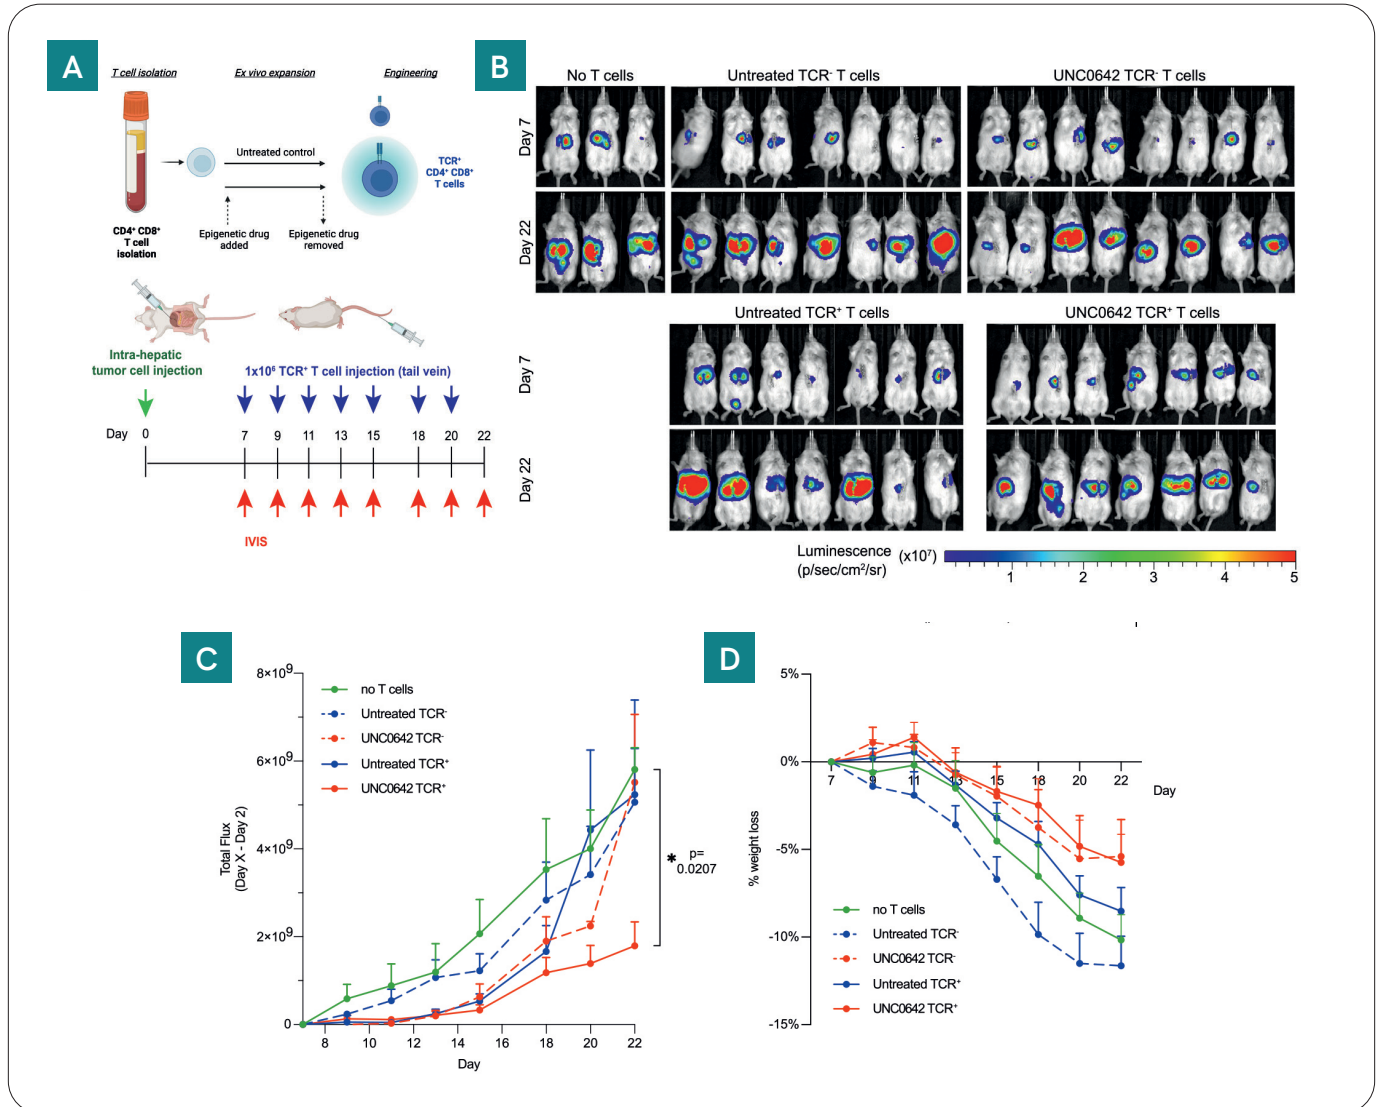 A
T cell isolation
Ex vivo expansion
Engineering
Untreated control
Epigenetic drug
added
Epigenetic drug
removed
CD4⁺ CD8⁺
T cell
isolation
TCR⁺
CD4⁺ CD8⁺
T cells
Intra-hepatic
tumor cell injection
1x10⁶ TCR⁺ T cell injection (tail vein)
Day
0
7
9
11
13
15
18
20
22
IVIS
B
No T cells
Untreated TCR⁻ T cells
UNC0642 TCR⁻ T cells
Day 7
Day 22
Untreated TCR⁺ T cells
UNC0642 TCR⁺ T cells
Day 7
Day 22
Luminescence
(p/sec/cm²/sr)
(x10⁷)
1
2
3
4
5
C
8×10⁹
6×10⁹
4×10⁹
2×10⁹
0
Total Flux
(Day X - Day 2)
no T cells
Untreated TCR⁻
UNC0642 TCR⁻
Untreated TCR⁺
UNC0642 TCR⁺
* p=
0.0207
8
10
12
14
16
18
20
22
Day
D
5%
0%
-5%
-10%
-15%
% weight loss
7
9
11
13
15
18
20
22
Day
no T cells
Untreated TCR⁻
UNC0642 TCR⁻
Untreated TCR⁺
UNC0642 TCR⁺